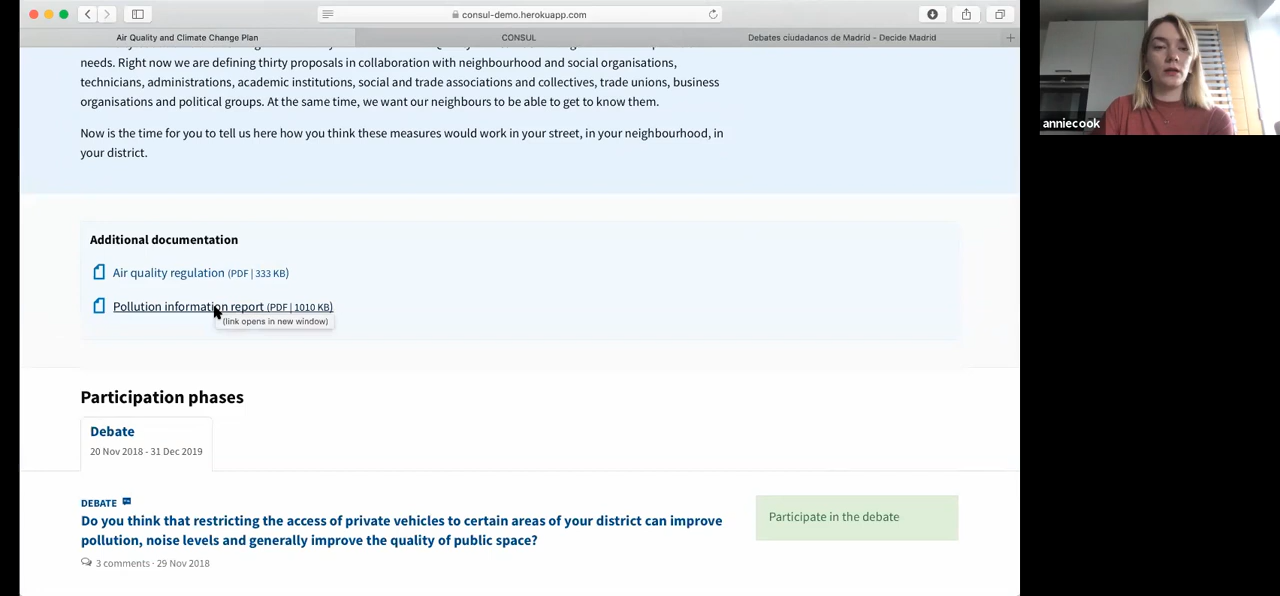 consul-demo.herokuapp.com
Air Quality and Climate Change Plan
CONSUL
Debates ciudadanos de Madrid - Decide Madrid
needs. Right now we are defining thirty proposals in collaboration with neighbourhood and social organisations,
technicians, administrations, academic institutions, social and trade associations and collectives, trade unions, business
organisations and political groups. At the same time, we want our neighbours to be able to get to know them.
Now is the time for you to tell us here how you think these measures would work in your street, in your neighbourhood, in
your district.
Additional documentation
Air quality regulation (PDF | 333 KB)
Pollution information report (PDF | 1010 KB)
(link opens in new window)
Participation phases
Debate
20 Nov 2018 - 31 Dec 2019
DEBATE
Do you think that restricting the access of private vehicles to certain areas of your district can improve
pollution, noise levels and generally improve the quality of public space?
Participate in the debate
3 comments · 29 Nov 2018
anniecook